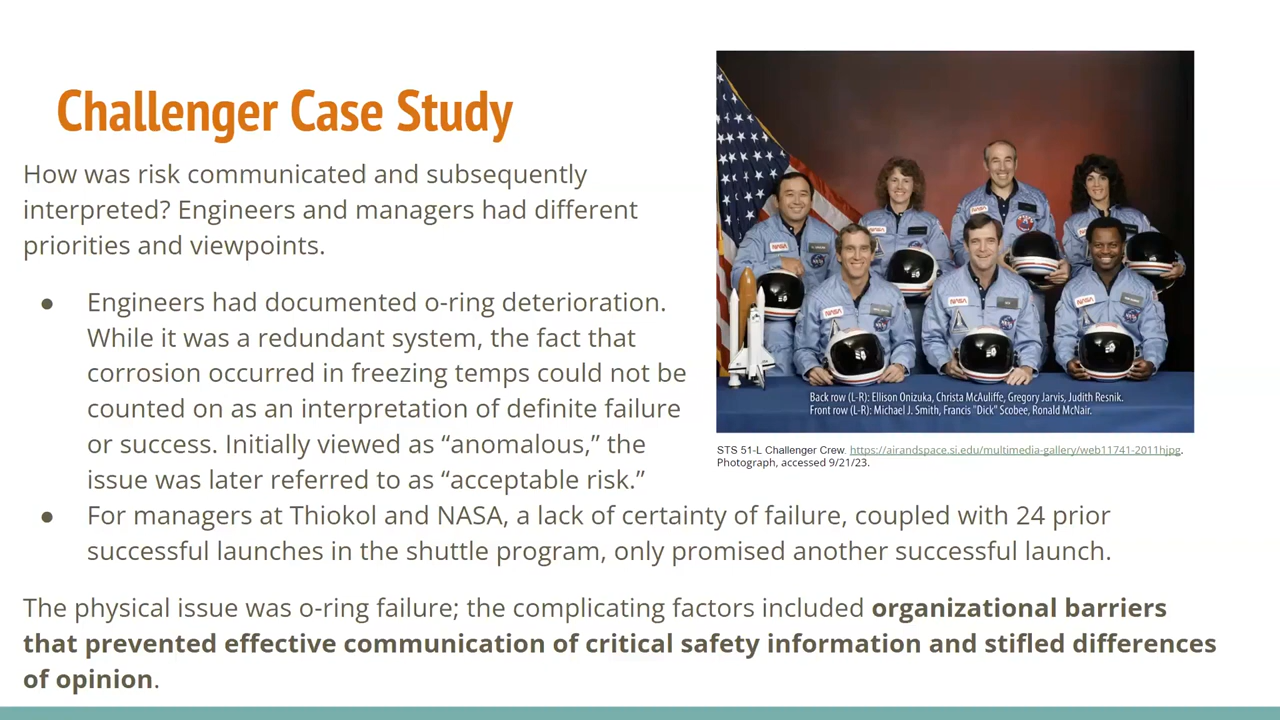 Challenger Case Study
How was risk communicated and subsequently
interpreted? Engineers and managers had different
priorities and viewpoints.
● Engineers had documented o-ring deterioration.
While it was a redundant system, the fact that
corrosion occurred in freezing temps could not be
counted on as an interpretation of definite failure
or success. Initially viewed as “anomalous,” the
issue was later referred to as “acceptable risk.”
● For managers at Thiokol and NASA, a lack of certainty of failure, coupled with 24 prior
successful launches in the shuttle program, only promised another successful launch.
The physical issue was o-ring failure; the complicating factors included organizational barriers
that prevented effective communication of critical safety information and stifled differences
of opinion.
NASA
NASA
NASA
NASA
NASA
Back row (L-R): Ellison Onizuka, Christa McAuliffe, Gregory Jarvis, Judith Resnik.
Front row (L-R): Michael J. Smith, Francis "Dick" Scobee, Ronald McNair.
STS 51-L Challenger Crew. https://airandspace.si.edu/multimedia-gallery/web11741-2011hjpg.
Photograph, accessed 9/21/23.